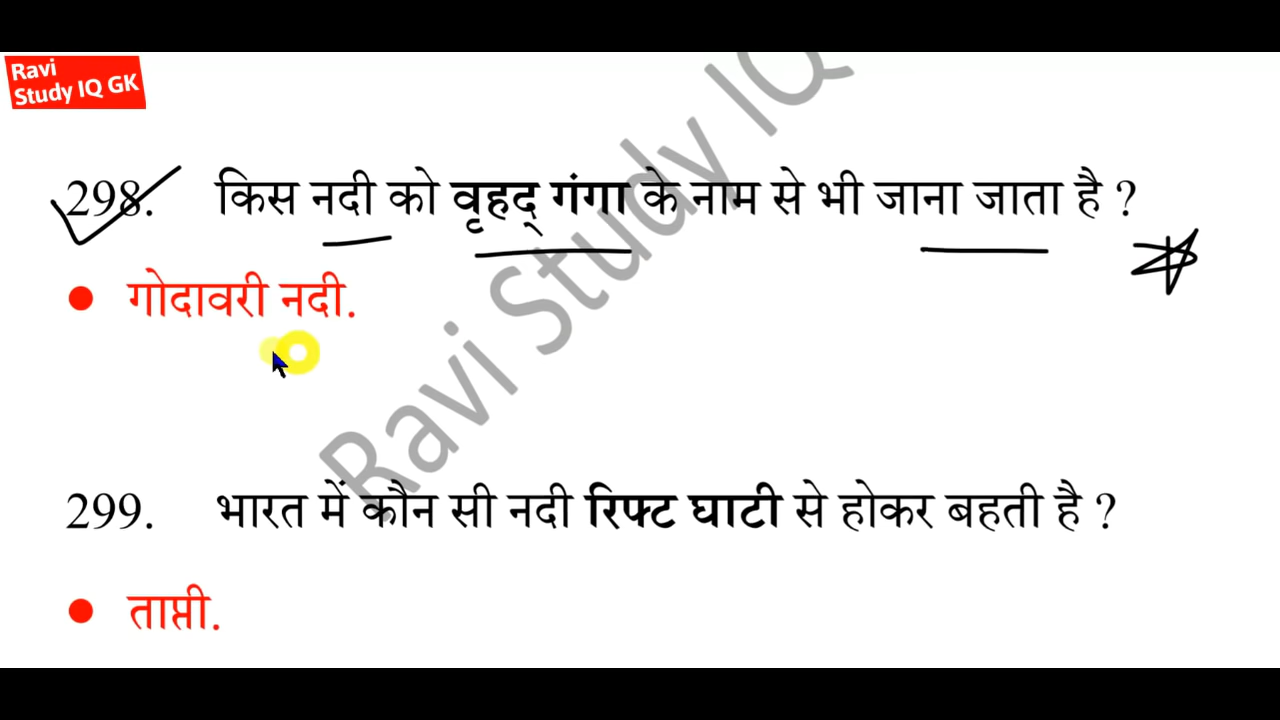 Ravi
Study IQ GK
298. किस नदी को वृहद् गंगा के नाम से भी जाना जाता है ?
• गोदावरी नदी.
Ravi Study IQ
299. भारत में कौन सी नदी रिफ्ट घाटी से होकर बहती है ?
• ताप्ती.